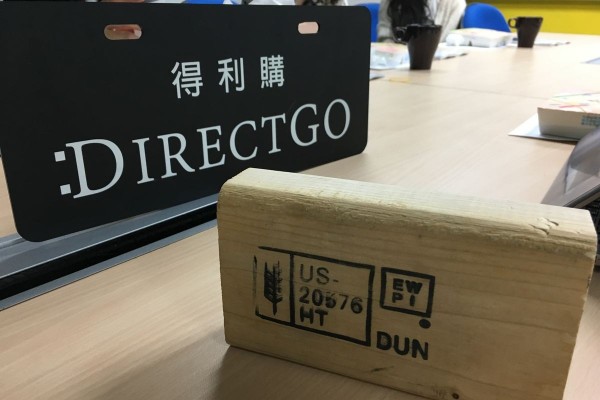 得利購
:DIRECTGO
US-
20576
HT
EW
PI
DUN